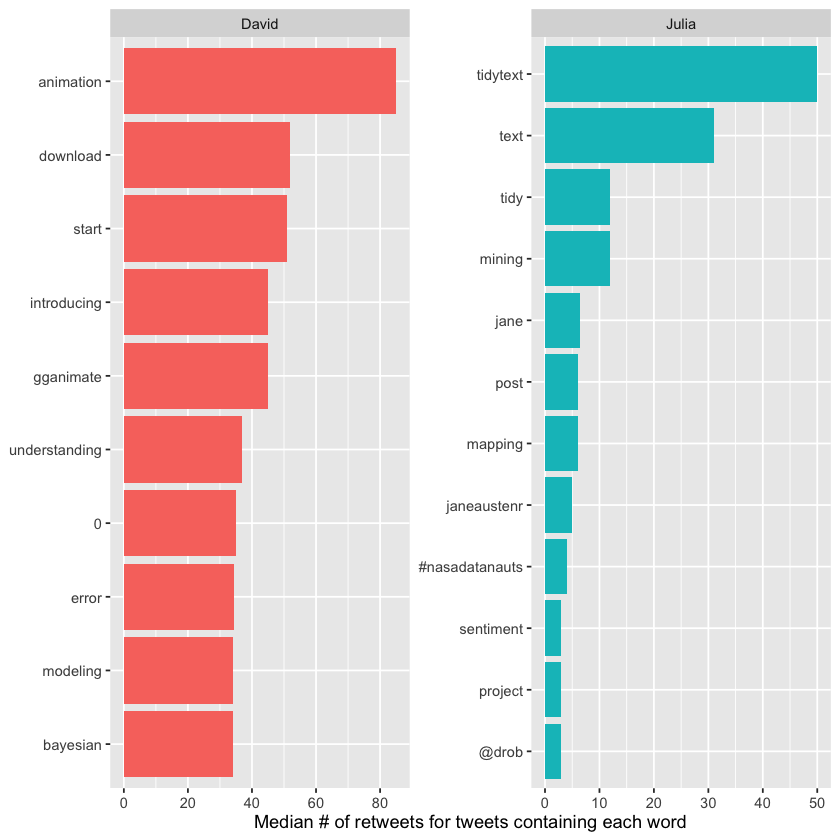 David
animation
download
start
introducing
gganimate
understanding
0
error
modeling
bayesian
0 20 40 60 80
Julia
tidytext
text
tidy
mining
jane
post
mapping
janeaustenr
#nasadatanauts
sentiment
project
@drob
0 10 20 30 40 50
Median # of retweets for tweets containing each word